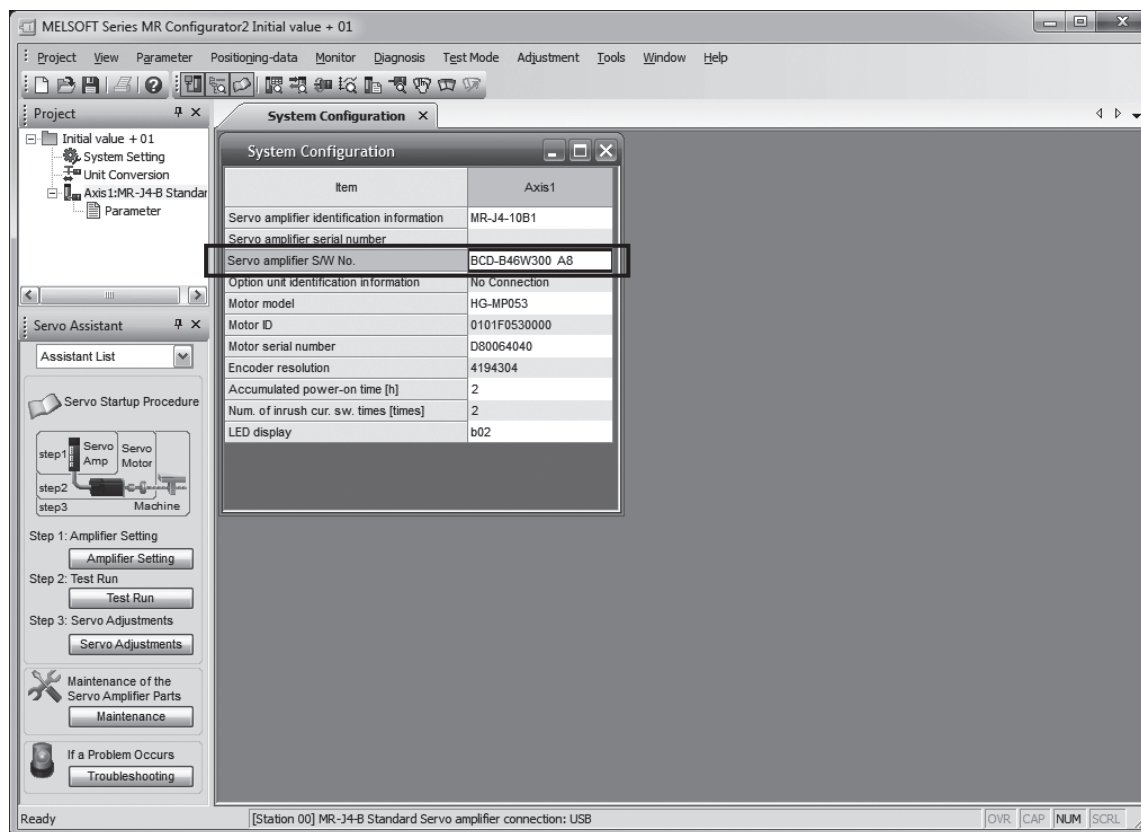 MELSOFT Series MR Configurator2 Initial value + 01
Project View Parameter Positioning-data Monitor Diagnosis Test Mode Adjustment Tools Window Help
Project
Initial value + 01
System Setting
Unit Conversion
Axis1:MR-J4-B Standar
Parameter
Servo Assistant
Assistant List
Servo Startup Procedure
step1
Servo Amp
Servo Motor
step2
step3
Machine
Step 1: Amplifier Setting
Amplifier Setting
Step 2: Test Run
Test Run
Step 3: Servo Adjustments
Servo Adjustments
Maintenance of the
Servo Amplifier Parts
Maintenance
If a Problem Occurs
Troubleshooting
System Configuration
System Configuration
Item Axis1
Servo amplifier identification information MR-J4-10B1
Servo amplifier serial number
Servo amplifier S/W No. BCD-B46W300 A8
Option unit identification information No Connection
Motor model HG-MP053
Motor ID 0101F0530000
Motor serial number D80064040
Encoder resolution 4194304
Accumulated power-on time [h] 2
Num. of inrush cur. sw. times [times] 2
LED display b02
Ready
[Station 00] MR-J4-B Standard Servo amplifier connection: USB
OVR CAP NUM SCRL